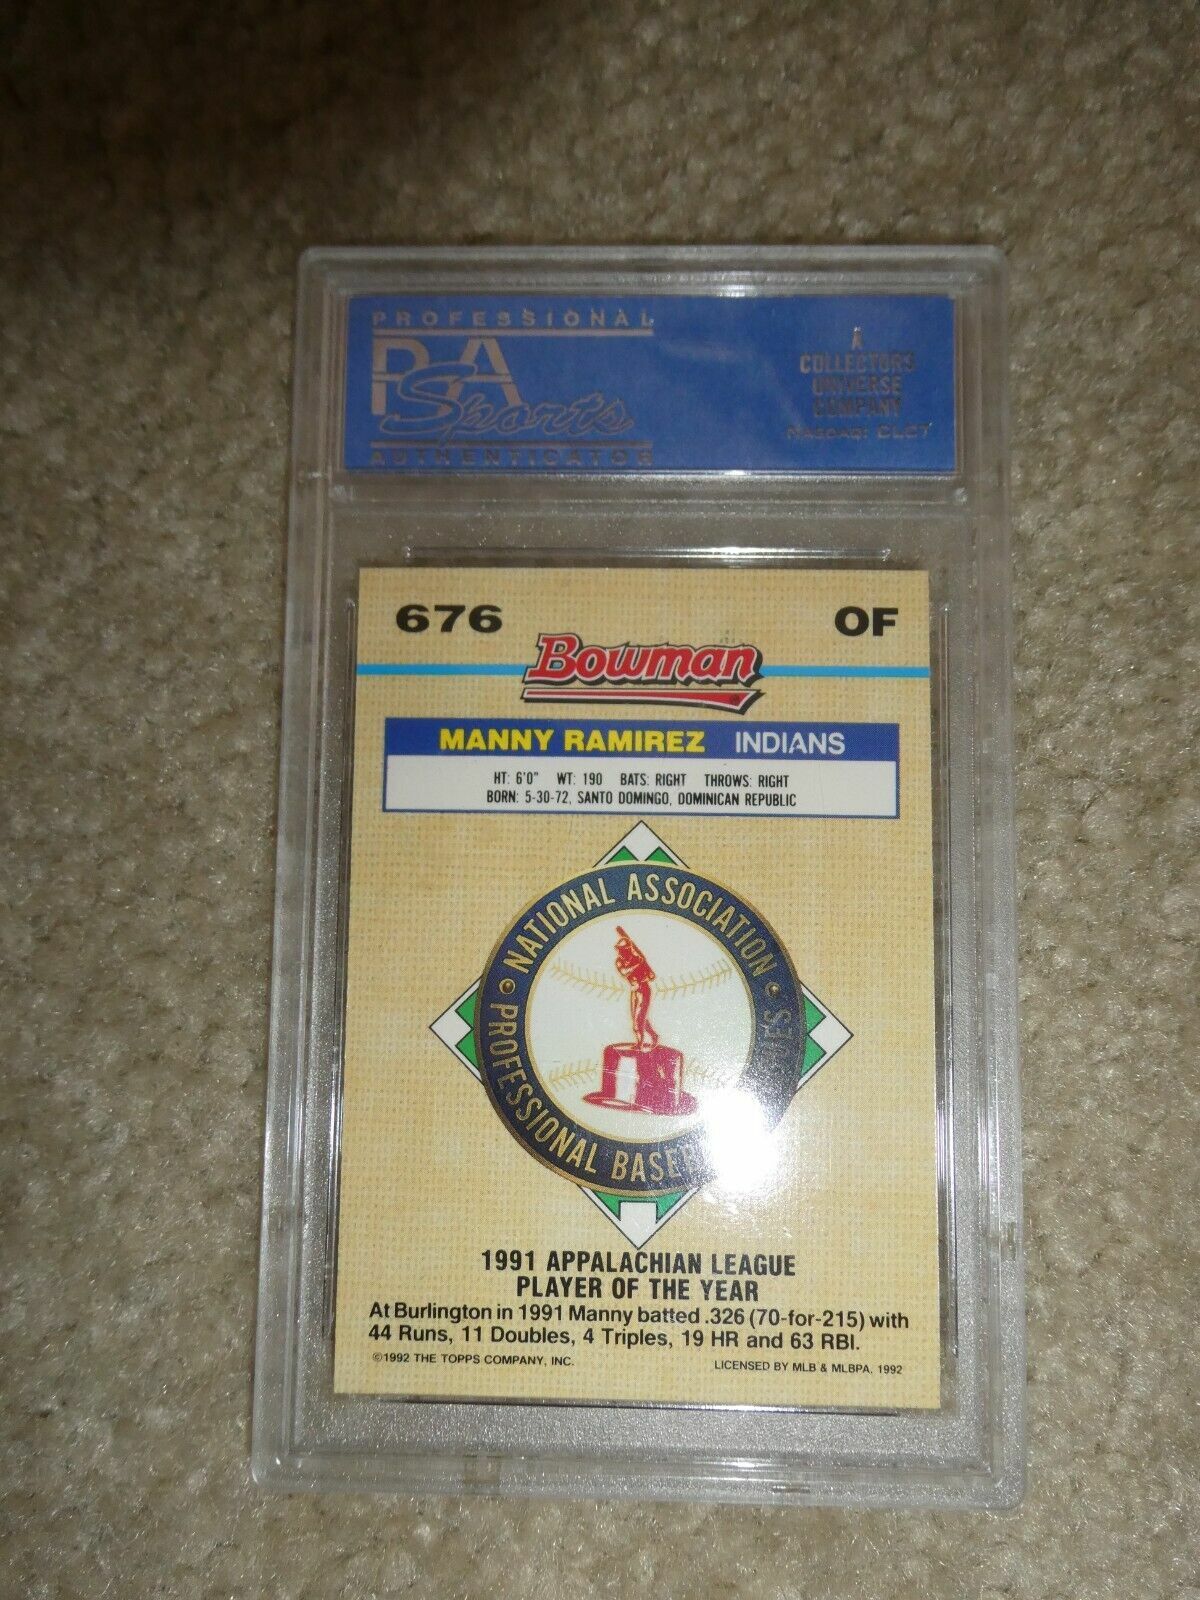 PROFESSIONAL
PSA
Sports
AUTHENTICATOR
A
COLLECTORS
UNIVERSE
COMPANY
NASDAQ: CLCT
676
OF
Bowman
MANNY RAMIREZ INDIANS
HT: 6'0" WT: 190 BATS: RIGHT THROWS: RIGHT
BORN: 5-30-72, SANTO DOMINGO, DOMINICAN REPUBLIC
NATIONAL ASSOCIATION
PROFESSIONAL
1991 APPALACHIAN LEAGUE
PLAYER OF THE YEAR
At Burlington in 1991 Manny batted .326 (70-for-215) with
44 Runs, 11 Doubles, 4 Triples, 19 HR and 63 RBI.
©1992 THE TOPPS COMPANY, INC.
LICENSED BY MLB & MLBPA, 1992